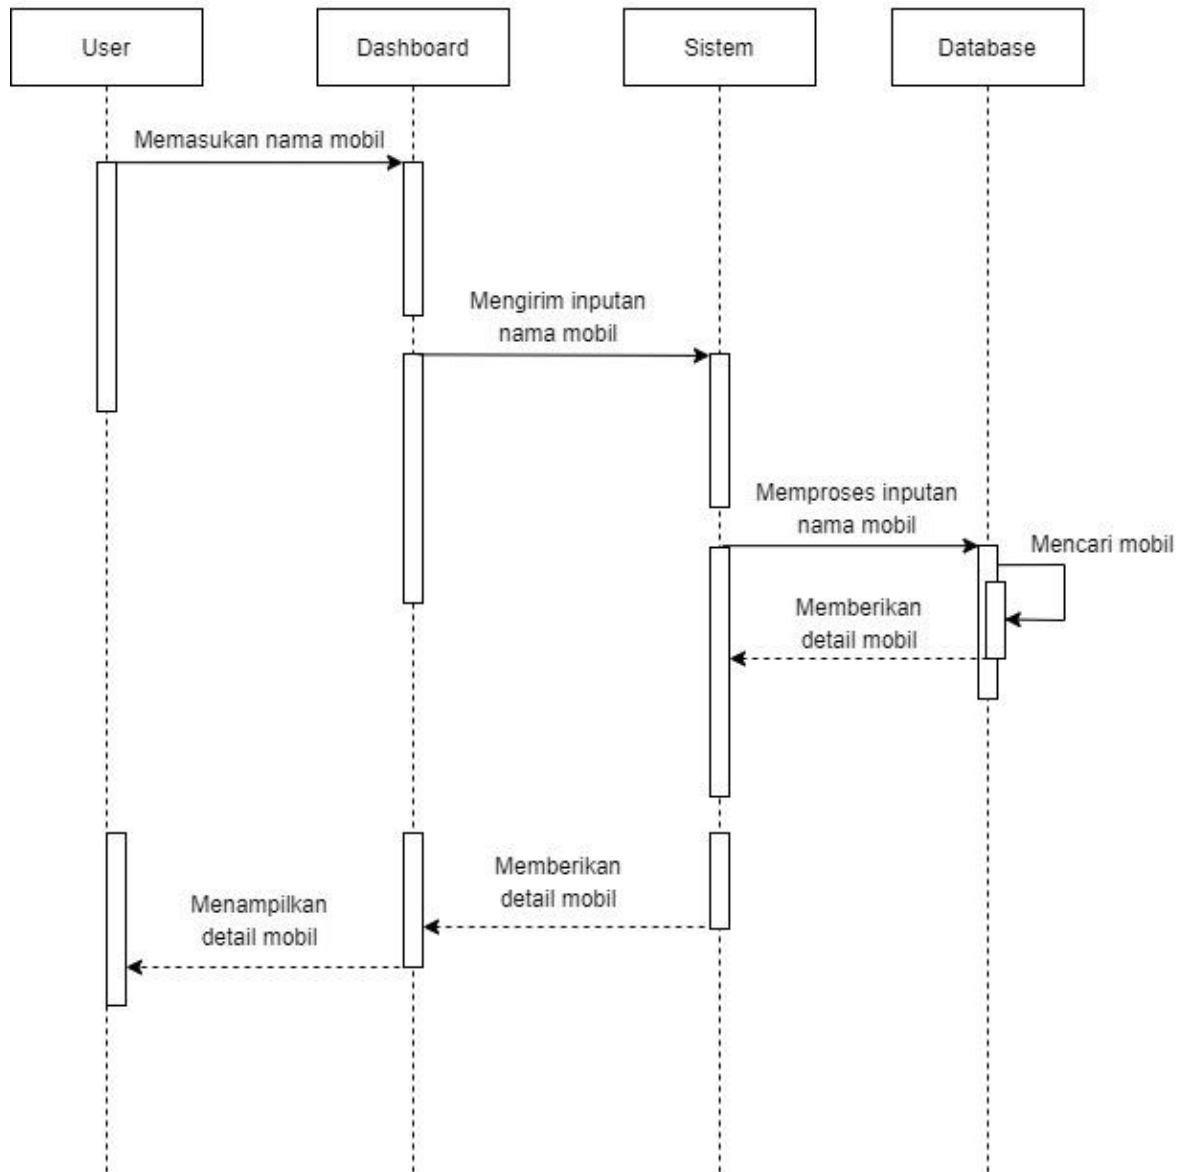 User
Dashboard
Sistem
Database
Memasukan nama mobil
Mengirim inputan
nama mobil
Memproses inputan
nama mobil
Mencari mobil
Memberikan
detail mobil
Memberikan
detail mobil
Menampilkan
detail mobil